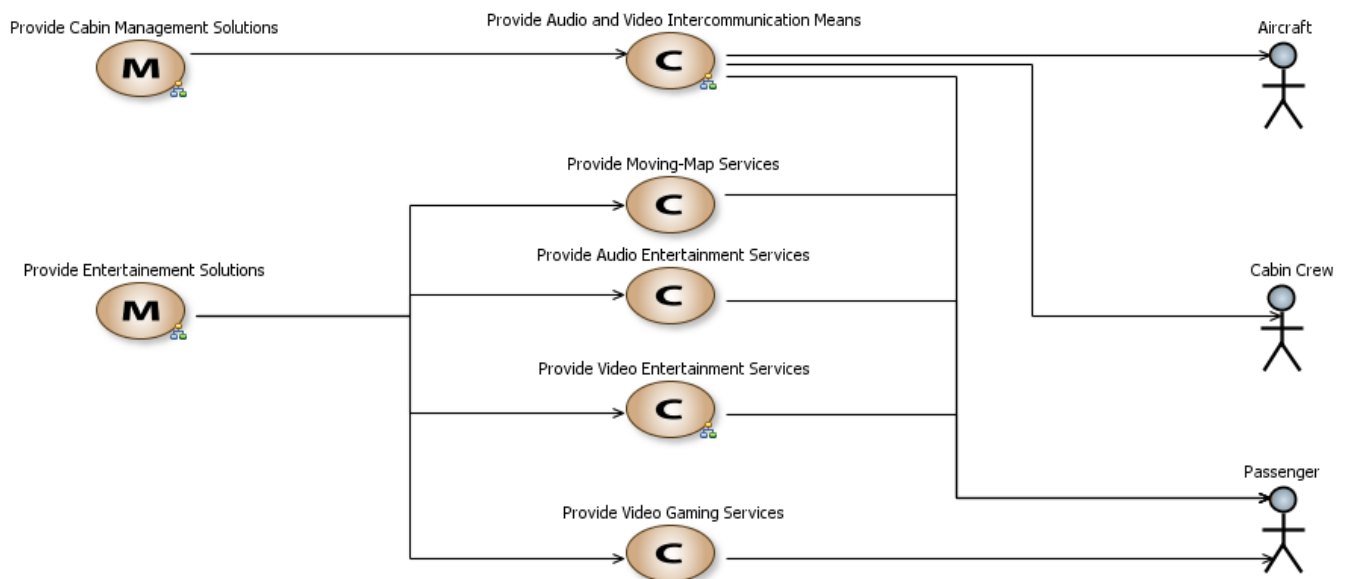 Provide Audio and Video Intercommunication Means
Provide Cabin Management Solutions
Aircraft
M
C
Provide Moving-Map Services
C
Provide Audio Entertainment Services
Provide Entertainement Solutions
Cabin Crew
M
C
Provide Video Entertainment Services
C
Passenger
Provide Video Gaming Services
C